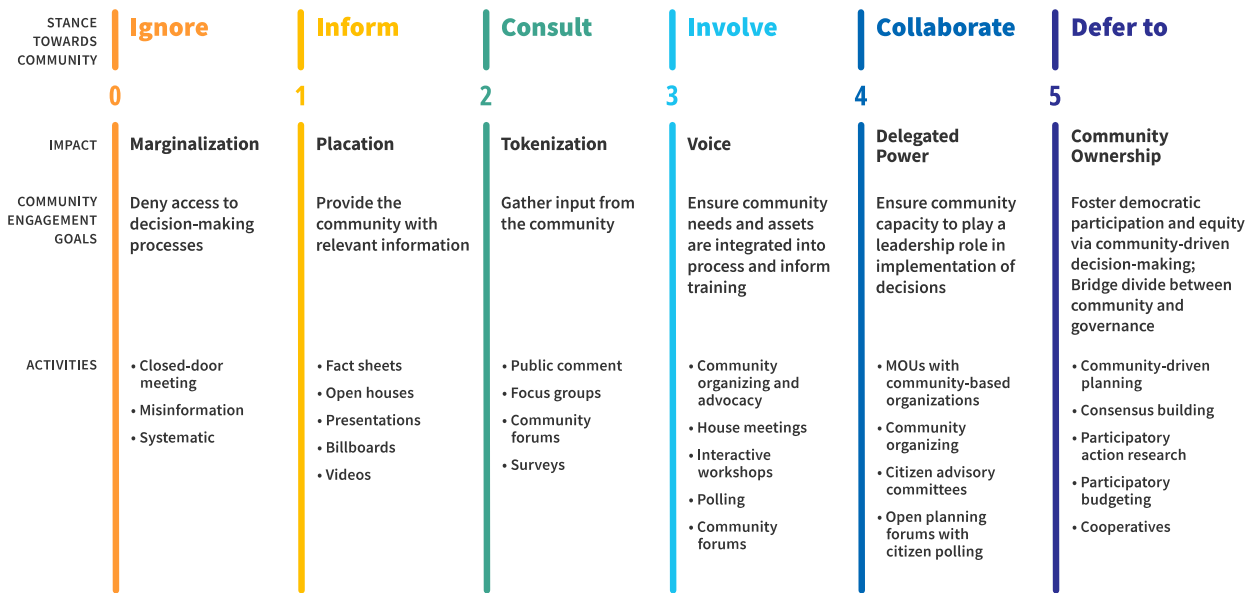 STANCE
TOWARDS
COMMUNITY
Ignore
Inform
Consult
Involve
Collaborate
Defer to
0
1
2
3
4
5
IMPACT
Marginalization
Placation
Tokenization
Voice
Delegated
Power
Community
Ownership
COMMUNITY
ENGAGEMENT
GOALS
Deny access to
decision-making
processes
Provide the
community with
relevant information
Gather input from
the community
Ensure community
needs and assets
are integrated into
process and inform
training
Ensure community
capacity to play a
leadership role in
implementation of
decisions
Foster democratic
participation and equity
via community-driven
decision-making;
Bridge divide between
community and
governance
ACTIVITIES
• Closed-door
meeting
• Misinformation
• Systematic
• Fact sheets
• Open houses
• Presentations
• Billboards
• Videos
• Public comment
• Focus groups
• Community
forums
• Surveys
• Community
organizing and
advocacy
• House meetings
• Interactive
workshops
• Polling
• Community
forums
• MOUs with
community-based
organizations
• Community
organizing
• Citizen advisory
committees
• Open planning
forums with
citizen polling
• Community-driven
planning
• Consensus building
• Participatory
action research
• Participatory
budgeting
• Cooperatives